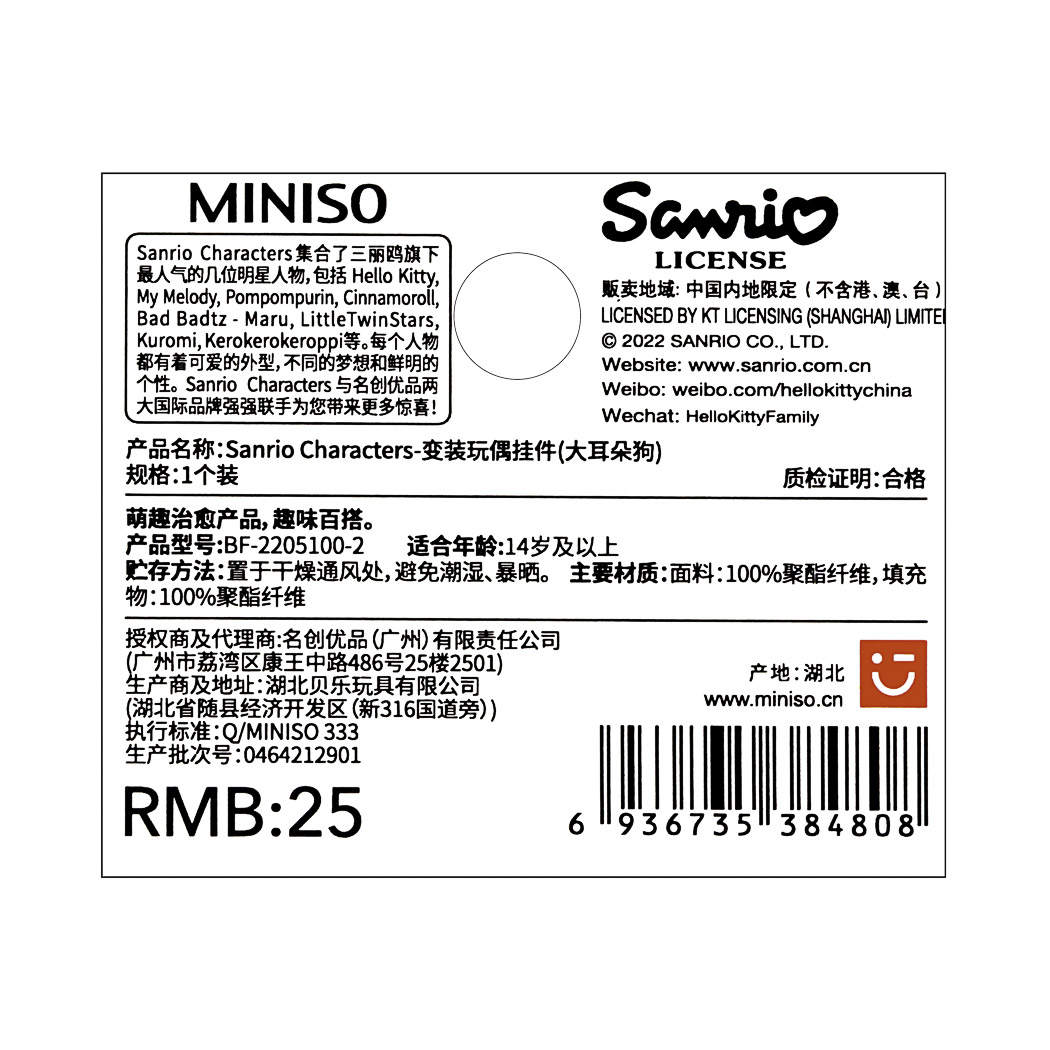 MINISO
Sanrio Characters集合了三丽鸥旗下
最人气的几位明星人物,包括 Hello Kitty,
My Melody, Pompompurin, Cinnamoroll,
Bad Badtz - Maru, LittleTwinStars,
Kuromi, Kerokerokeroppi等。每个人物
都有着可爱的外型,不同的梦想和鲜明的
个性。Sanrio Characters 与名创优品两
大国际品牌强强联手为您带来更多惊喜!
Sanrio
LICENSE
贩卖地域: 中国内地限定 (不含港、澳、台)
LICENSED BY KT LICENSING (SHANGHAI) LIMITE
© 2022 SANRIO CO., LTD.
Website: www.sanrio.com.cn
Weibo: weibo.com/hellokittychina
Wechat: HelloKittyFamily
产品名称:Sanrio Characters-变装玩偶挂件(大耳朵狗)
规格:1个装 质检证明:合格
萌趣治愈产品,趣味百搭。
产品型号:BF-2205100-2 适合年龄:14岁及以上
贮存方法:置于干燥通风处,避免潮湿、暴晒。 主要材质:面料:100%聚酯纤维,填充
物:100%聚酯纤维
授权商及代理商:名创优品(广州)有限责任公司
(广州市荔湾区康王中路486号25楼2501)
生产商及地址:湖北贝乐玩具有限公司
(湖北省随县经济开发区(新316国道旁))
执行标准:Q/MINISO 333
生产批次号:0464212901
产地:湖北
www.miniso.cn
RMB:25
6 936735 384808